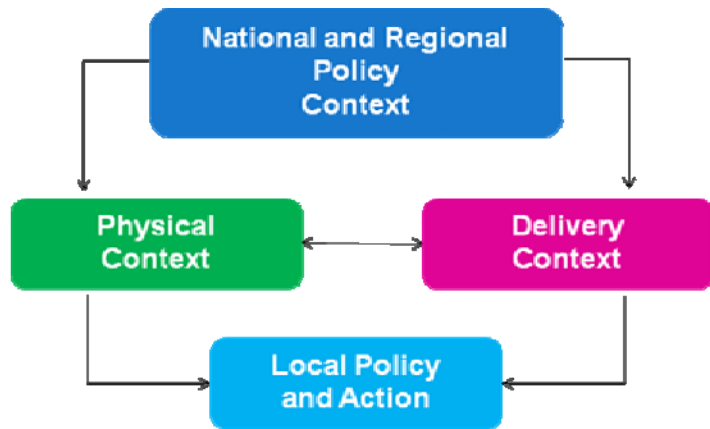 National and Regional
Policy
Context
Physical
Context
Delivery
Context
Local Policy
and Action